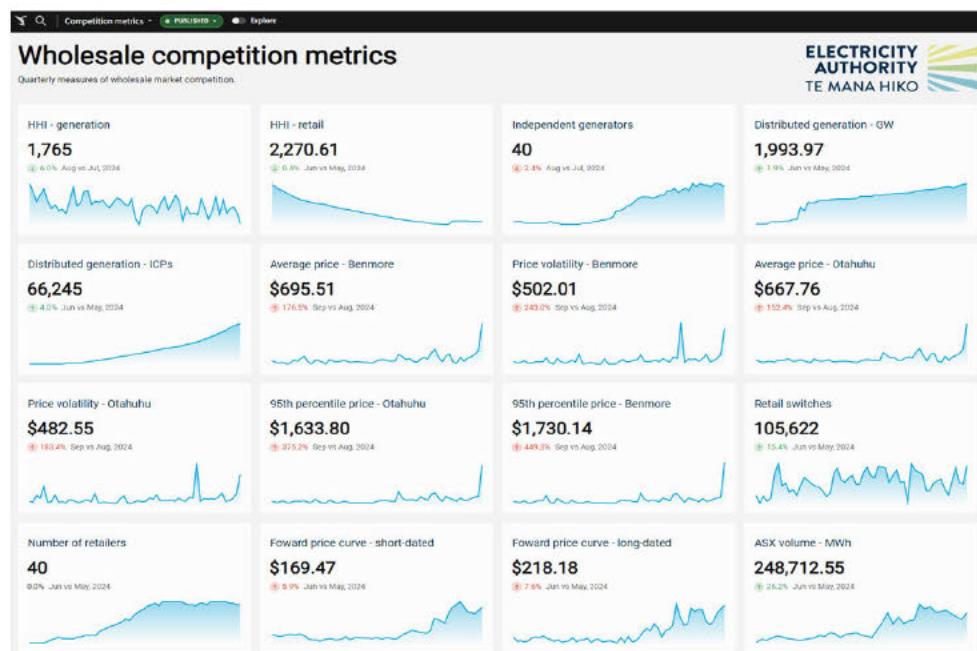 Competition metrics
PUBLISHED
Explore
Wholesale competition metrics
Quarterly measures of wholesale market competition.
ELECTRICITY
AUTHORITY
TE MANA HIKO
HHI - generation
1,765
6.0% Aug vs Jul, 2024
HHI - retail
2,270.61
0.4% Jun vs May, 2024
Independent generators
40
2.4% Aug vs Jul, 2024
Distributed generation - GW
1,993.97
1.9% Jun vs May, 2024
Distributed generation - ICPs
66,245
4.0% Jun vs May, 2024
Average price - Benmore
$695.51
176.5% Sep vs Aug, 2024
Price volatility - Benmore
$502.01
243.0% Sep vs Aug, 2024
Average price - Otahuhu
$667.76
152.4% Sep vs Aug, 2024
Price volatility - Otahuhu
$482.55
193.4% Sep vs Aug, 2024
95th percentile price - Otahuhu
$1,633.80
375.2% Sep vs Aug, 2024
95th percentile price - Benmore
$1,730.14
449.3% Sep vs Aug, 2024
Retail switches
105,622
15.4% Jun vs May, 2024
Number of retailers
40
0.0% Jun vs May, 2024
Foward price curve - short-dated
$169.47
5.9% Jun vs May, 2024
Foward price curve - long-dated
$218.18
7.6% Jun vs May, 2024
ASX volume - MWh
248,712.55
26.2% Jun vs May, 2024